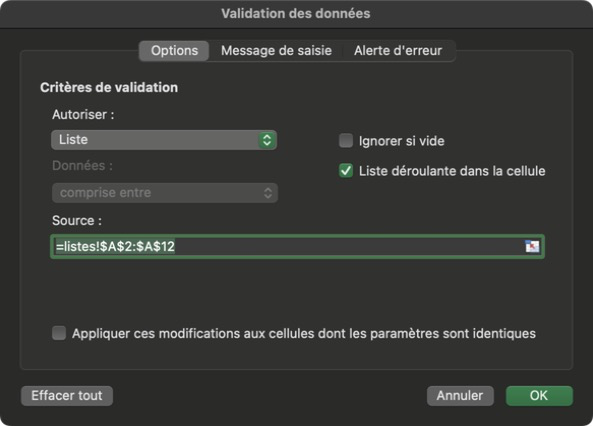 Validation des données
Options
Message de saisie
Alerte d'erreur
Critères de validation
Autoriser :
Liste
Ignorer si vide
Données :
Liste déroulante dans la cellule
comprise entre
Source :
=listes!$A$2:$A$12
Appliquer ces modifications aux cellules dont les paramètres sont identiques
Effacer tout
Annuler
OK